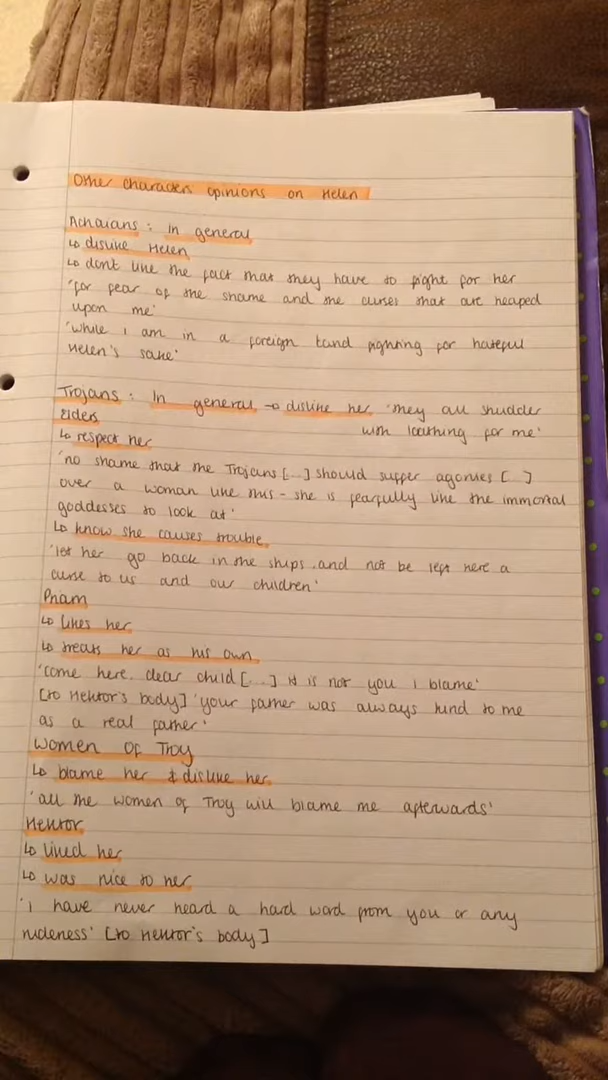 Other characters opinions on Helen
Achaians : In general
↳ dislike Helen
↳ dont like the fact that they have to fight for her
'for fear of the shame and the curses that are heaped
upon me'
'while i am in a foreign land fighting for hateful
Helen's sake'
Trojans : In general → dislike her 'they all shudder
with loathing for me'
Elders
↳ respect her
'no shame that the Trojans [...] should suffer agonies [...]
over a woman like this - she is fearfully like the immortal
goddesses to look at'
↳ know she causes trouble
'let her go back in the ships and not be left here a
curse to us and our children'
Priam
↳ likes her
↳ treats her as his own
'come here, dear child [...] it is not you i blame'
[to Hektor's body] 'your father was always kind to me
as a real father'
Women of Troy
↳ blame her & dislike her
'all the women of Troy will blame me afterwards'
Hektor
↳ liked her
↳ was nice to her
'i have never heard a hard word from you or any
rudeness' [to Hektor's body]